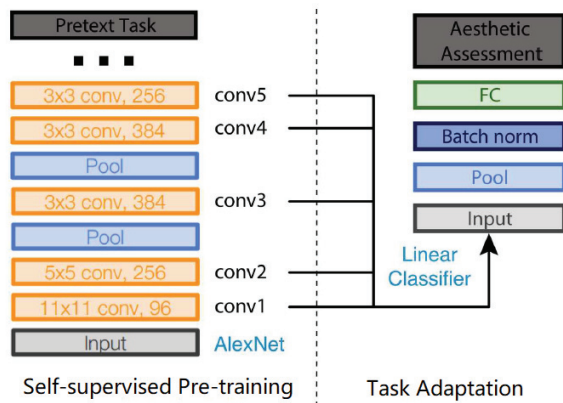 Pretext Task
3x3 conv, 256
conv5
3x3 conv, 384
conv4
Pool
3x3 conv, 384
conv3
Pool
5x5 conv, 256
conv2
11x11 conv, 96
conv1
Input
AlexNet
Self-supervised Pre-training
Aesthetic
Assessment
FC
Batch norm
Pool
Input
Linear
Classifier
Task Adaptation